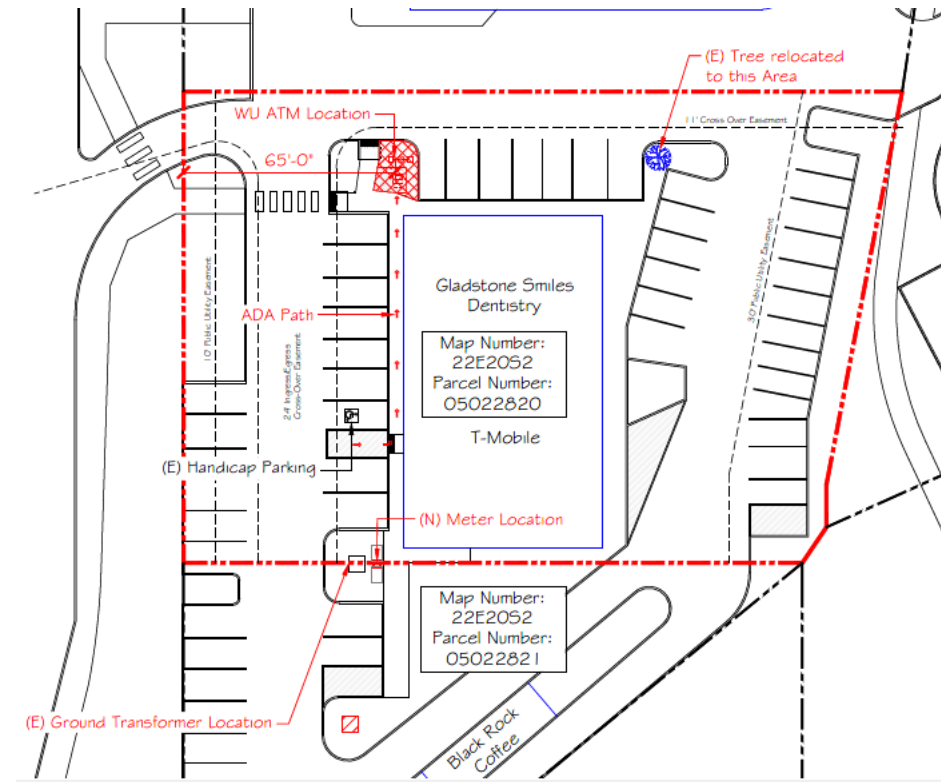 (E) Tree relocated
to this Area
WU ATM Location
11' Cross Over Easement
65'-0"
10' Public Utility Easement
30' Public Utility Easement
Gladstone Smiles
Dentistry
ADA Path
Map Number:
22E20S2
Parcel Number:
05022820
24' Ingress/Egress
Cross-Over Easement
T-Mobile
(E) Handicap Parking
(N) Meter Location
Map Number:
22E20S2
Parcel Number:
05022821
(E) Ground Transformer Location
Black Rock
Coffee